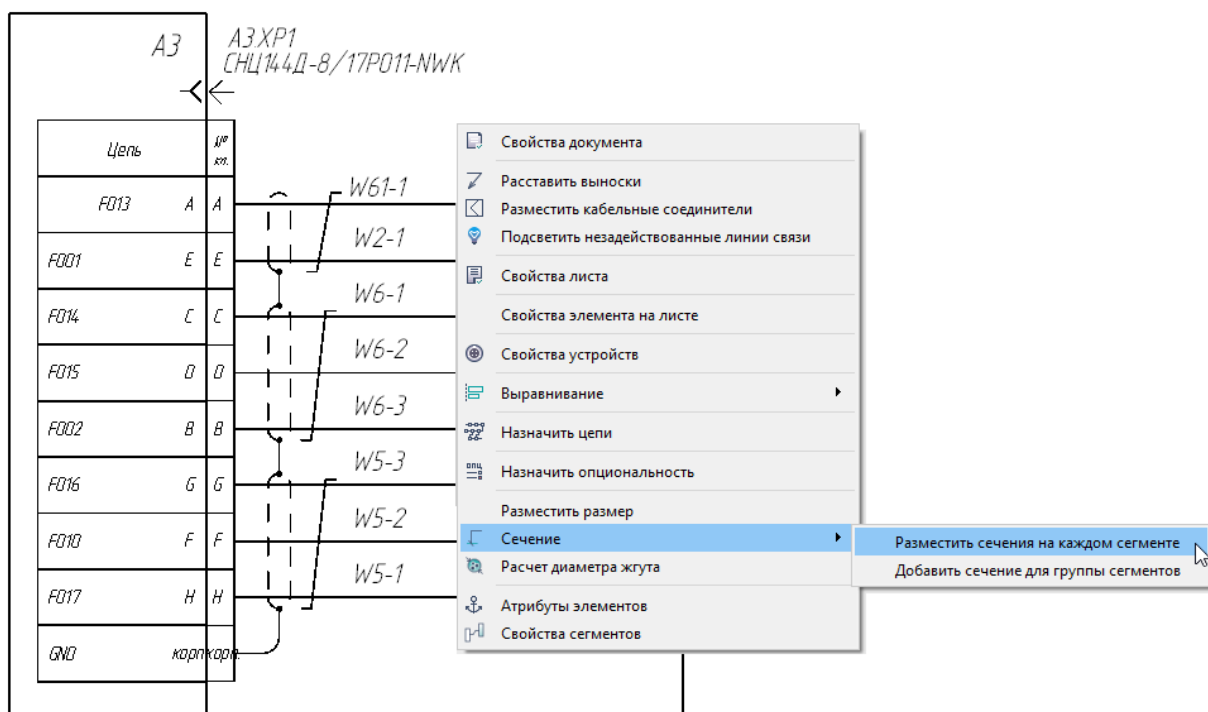 А3
А3.XP1
СНЦ144Д-8/17Р011-NWK
Цепь № кл.
F013 A A
F001 E E
F014 C C
F015 D D
F002 B B
F016 G G
F010 F F
F017 H H
GND корп корп.
W61-1
W2-1
W6-1
W6-2
W6-3
W5-3
W5-2
W5-1
Свойства документа
Расставить выноски
Разместить кабельные соединители
Подсветить незадействованные линии связи
Свойства листа
Свойства элемента на листе
Свойства устройств
Выравнивание
Назначить цепи
опц
Назначить опциональность
Разместить размер
Сечение
Расчет диаметра жгута
Атрибуты элементов
Свойства сегментов
Разместить сечения на каждом сегменте
Добавить сечение для группы сегментов